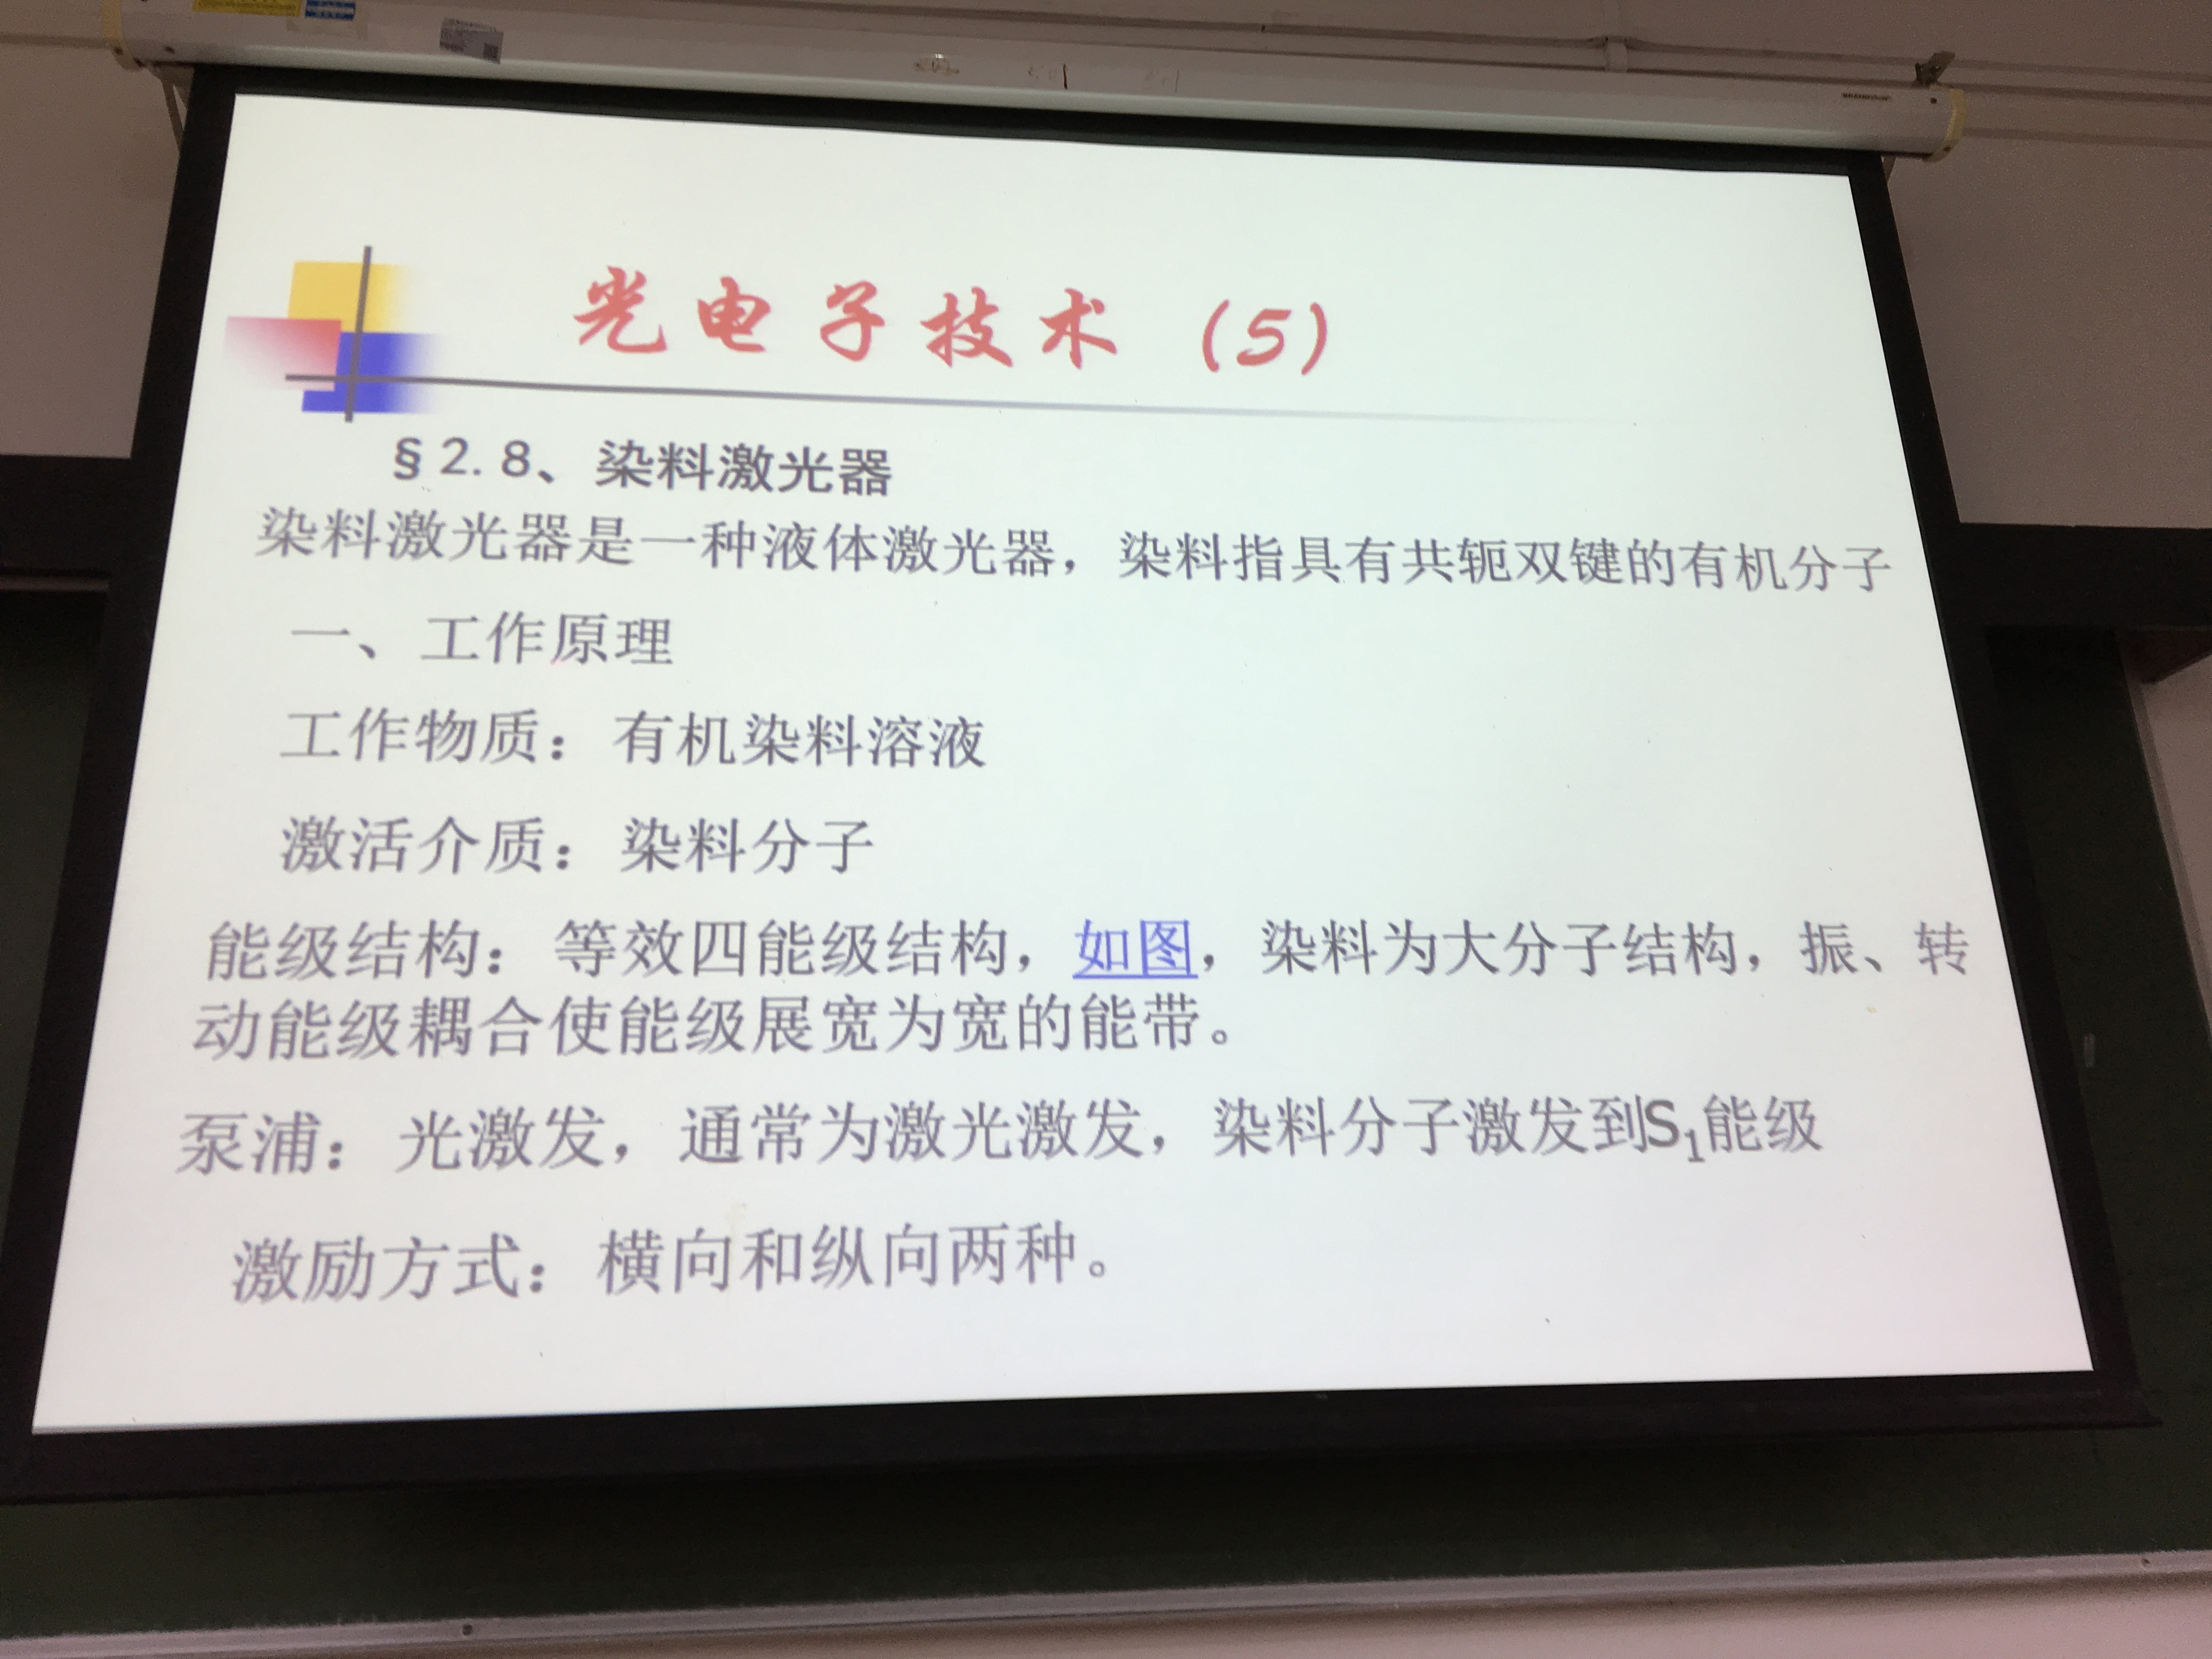 光电子技术（5）
§2.8、染料激光器
染料激光器是一种液体激光器，染料指具有共轭双键的有机分子
一、工作原理
工作物质：有机染料溶液
激活介质：染料分子
能级结构：等效四能级结构，如图，染料为大分子结构，振、转
动能级耦合使能级展宽为宽的能带。
泵浦：光激发，通常为激光激发，染料分子激发到S₁能级
激励方式：横向和纵向两种。